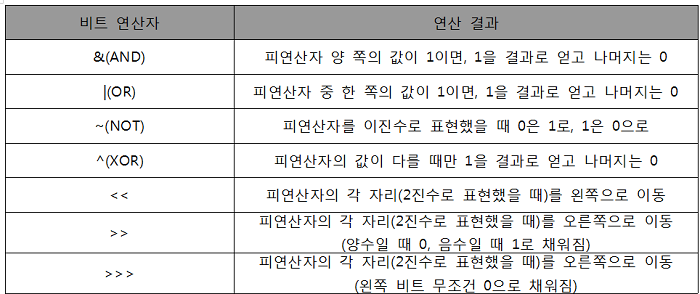 비트 연산자 연산 결과
&(AND) 피연산자 양 쪽의 값이 1이면, 1을 결과로 얻고 나머지는 0
|(OR) 피연산자 중 한 쪽의 값이 1이면, 1을 결과로 얻고 나머지는 0
~(NOT) 피연산자를 이진수로 표현했을 때 0은 1로, 1은 0으로
^(XOR) 피연산자의 값이 다를 때만 1을 결과로 얻고 나머지는 0
<< 피연산자의 각 자리(2진수로 표현했을 때)를 왼쪽으로 이동
>> 피연산자의 각 자리(2진수로 표현했을 때)를 오른쪽으로 이동
(양수일 때 0, 음수일 때 1로 채워짐)
>>> 피연산자의 각 자리(2진수로 표현했을 때)를 오른쪽으로 이동
(왼쪽 비트 무조건 0으로 채워짐)